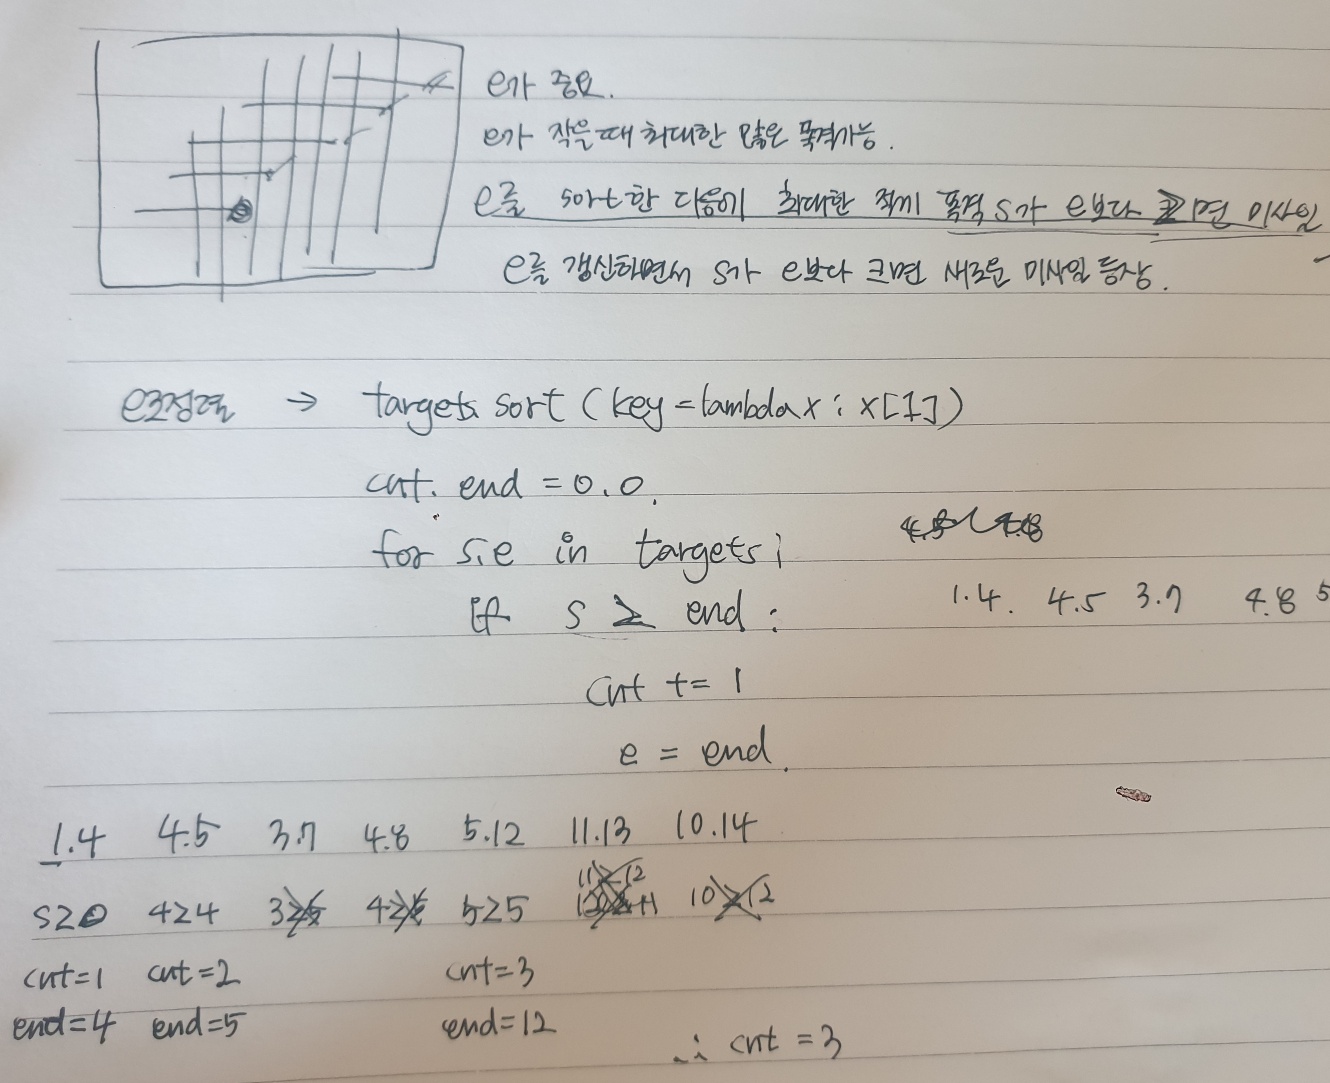 e가 중요.
e가 작을때 최대한 많은 폭격가능.
e를 sort한 다음에 최대한 적게 폭격 s가 e보다 크면 미사일
e를 갱신하면서 s가 e보다 크면 새로운 미사일 등장.
e로정렬 → targets. sort (key = lambda x : x[1])
cnt. end = 0.0.
for s,e in targets:
if s ≥ end :
1.4. 4.5 3.7 4.8 5
cnt += 1
e = end.
1.4 4.5 3.7 4.8 5.12 11.13 10.14
s≥0 4≥4 3≥5 5≥5 11≥12 10≥12
cnt=1 cnt=2 cnt=3
end=4 end=5 end=12
∴ cnt = 3